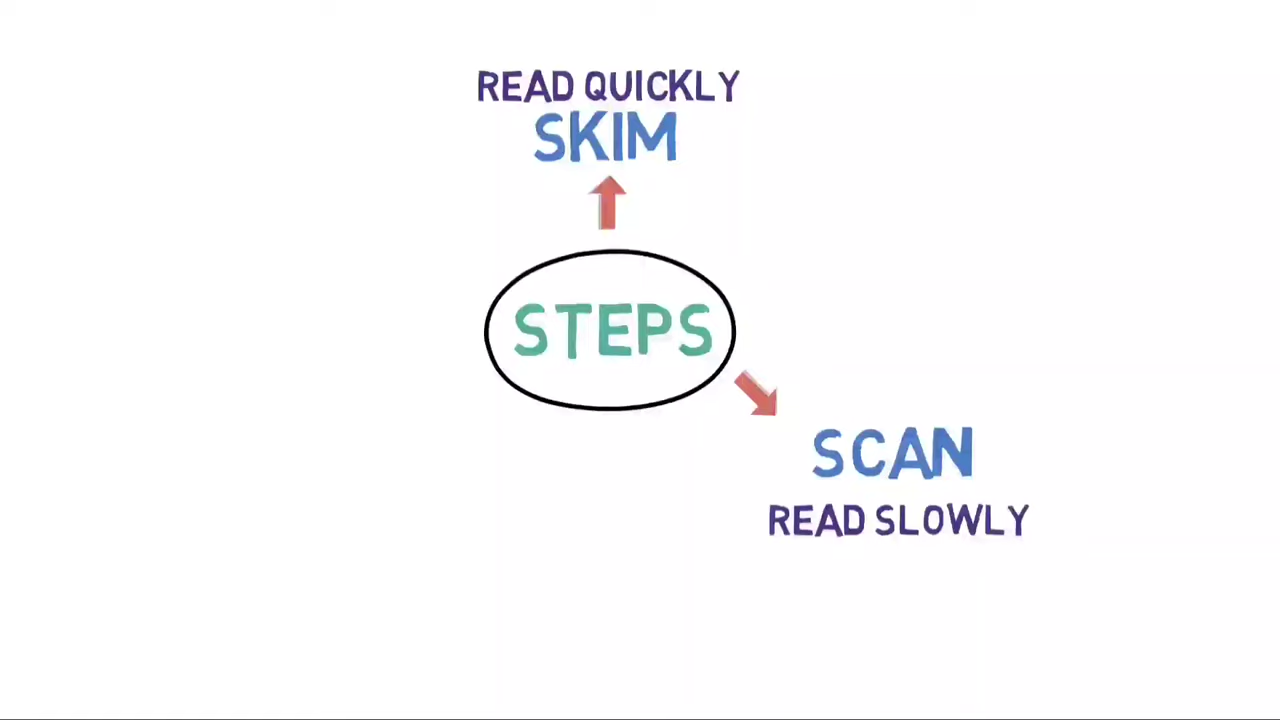 READ QUICKLY
SKIM
STEPS
SCAN
READ SLOWLY